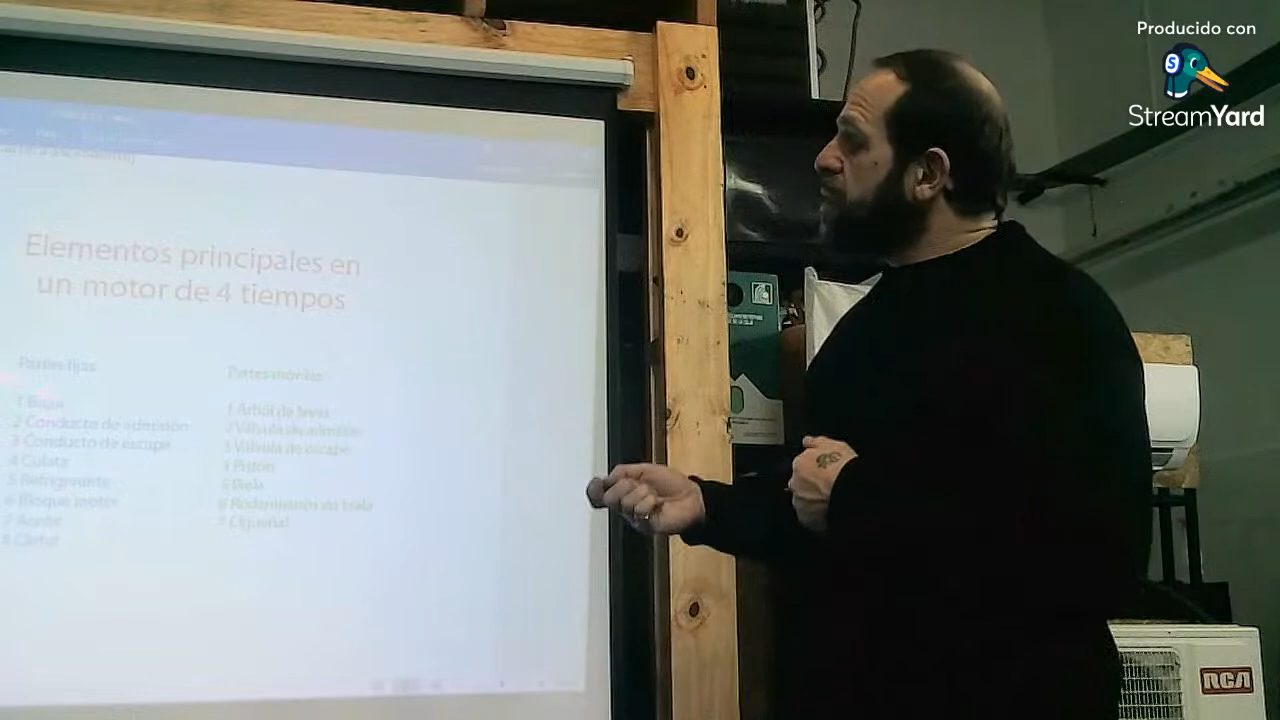 Producido con
StreamYard
Elementos principales en
un motor de 4 tiempos
Partes fijas
1 Bujía
2 Conducto de admisión
3 Conducto de escape
4 Culata
5 Refrigerante
6 Bloque motor
7 Aceite
8 Cárter
Partes móviles
1 Árbol de levas
2 Válvula de admisión
3 Válvula de escape
4 Pistón
5 Biela
6 Rodamientos de biela
7 Cigüeñal
RCA